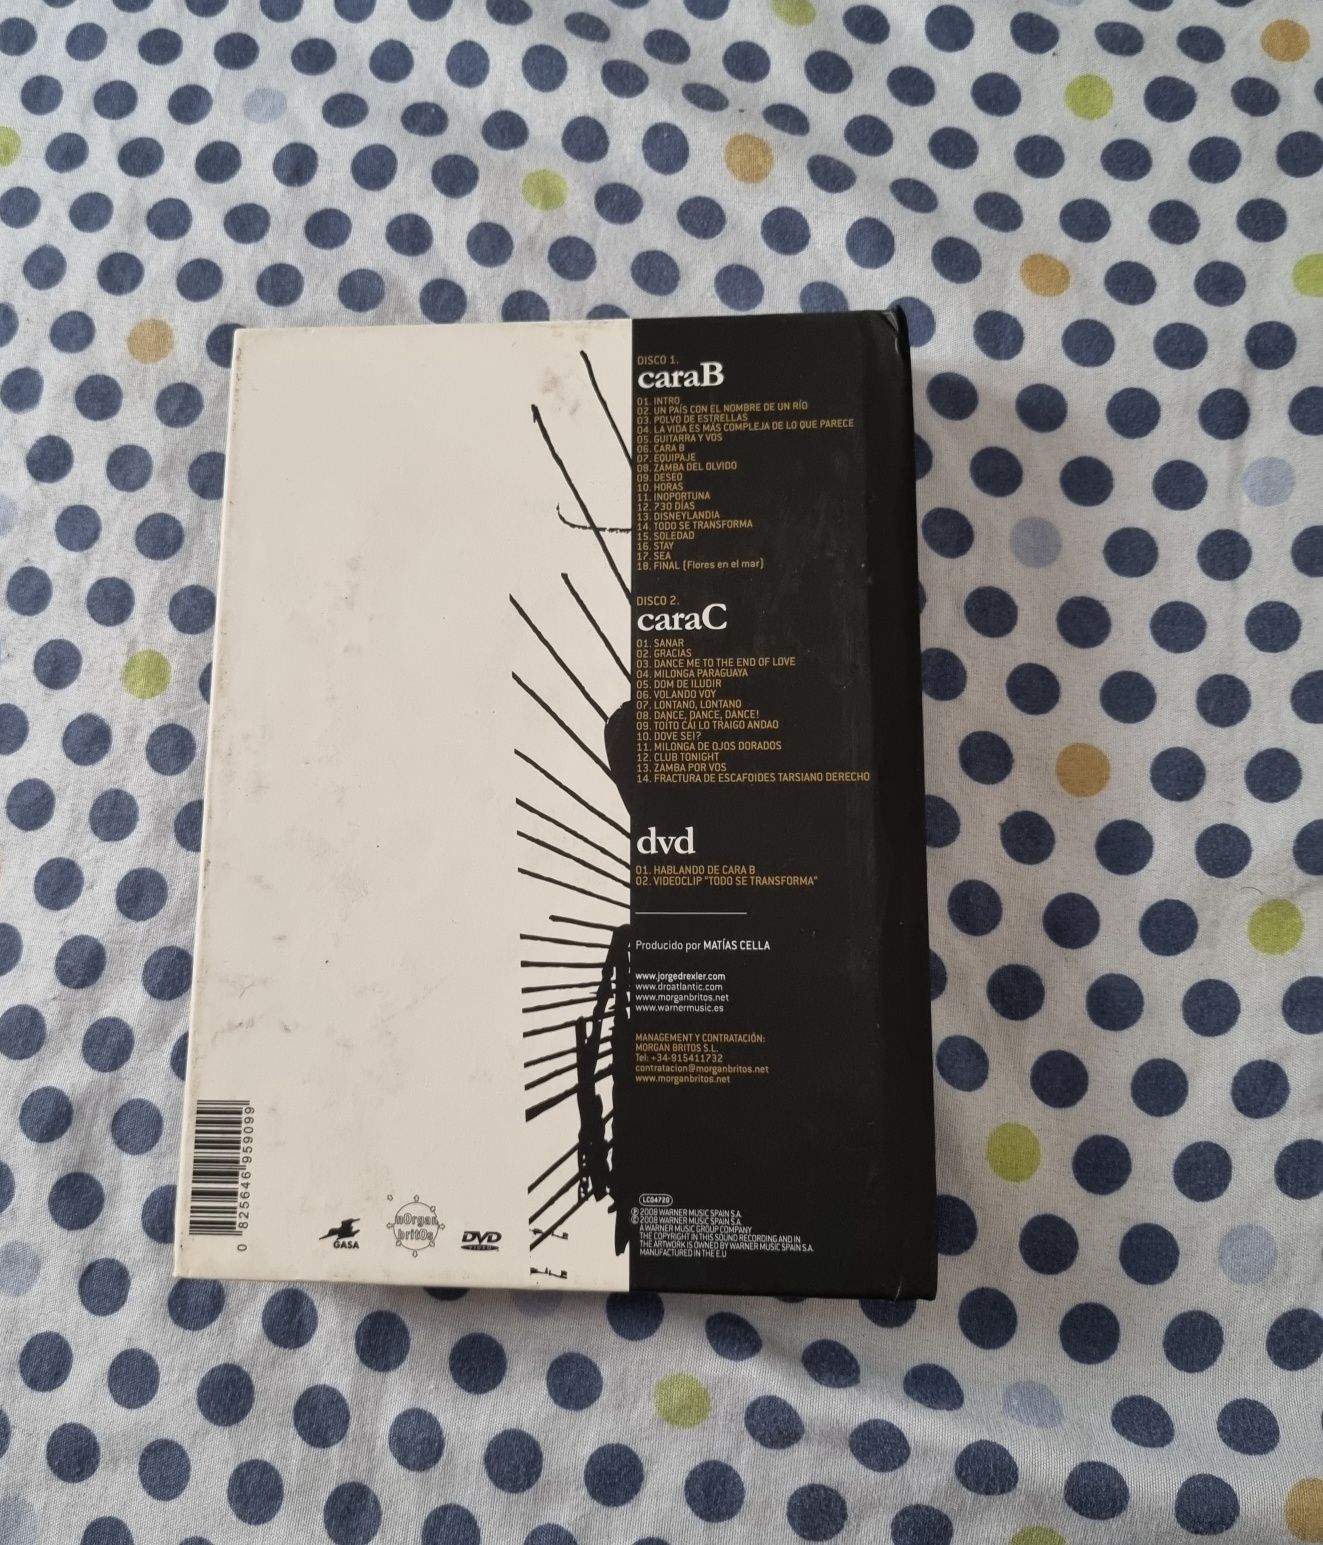 DISCO 1.
caraB
01. INTRO
02. UN PAÍS CON EL NOMBRE DE UN RÍO
03. POLVO DE ESTRELLAS
04. LA VIDA ES MÁS COMPLEJA DE LO QUE PARECE
05. GUITARRA Y VOS
06. CARA B
07. EQUIPAJE
08. ZAMBA DEL OLVIDO
09. DESEO
10. HORAS
11. INOPORTUNA
12. 730 DÍAS
13. DISNEYLANDIA
14. TODO SE TRANSFORMA
15. SOLEDAD
16. STAY
17. SEA
18. FINAL (Flores en el mar)
DISCO 2.
caraC
01. SANAR
02. GRACIAS
03. DANCE ME TO THE END OF LOVE
04. MILONGA PARAGUAYA
05. DOM DE ILUDIR
06. VOLANDO VOY
07. LONTANO, LONTANO
08. DANCE, DANCE, DANCE!
09. TOÍTO CAI LO TRAIGO ANDAO
10. DOVE SEI?
11. MILONGA DE OJOS DORADOS
12. CLUB TONIGHT
13. ZAMBA POR VOS
14. FRACTURA DE ESCAFOIDES TARSIANO DERECHO
dvd
01. HABLANDO DE CARA B
02. VIDEOCLIP "TODO SE TRANSFORMA"
Producido por MATÍAS CELLA
www.jorgedrexler.com
www.droatlantic.com
www.morganbritos.net
www.warnermusic.es
MANAGEMENT Y CONTRATACIÓN:
MORGAN BRITOS S.L.
Tel: +34-915411732
contratacion@morganbritos.net
www.morganbritos.net
LC04720
℗ 2008 WARNER MUSIC SPAIN S.A.
© 2008 WARNER MUSIC SPAIN S.A.
A WARNER MUSIC GROUP COMPANY
THE COPYRIGHT IN THIS SOUND RECORDING AND IN
THE ARTWORK IS OWNED BY WARNER MUSIC SPAIN S.A.
MANUFACTURED IN THE E.U
0 825646 959099
GASA
mOrgan
britOs
DVD
VIDEO